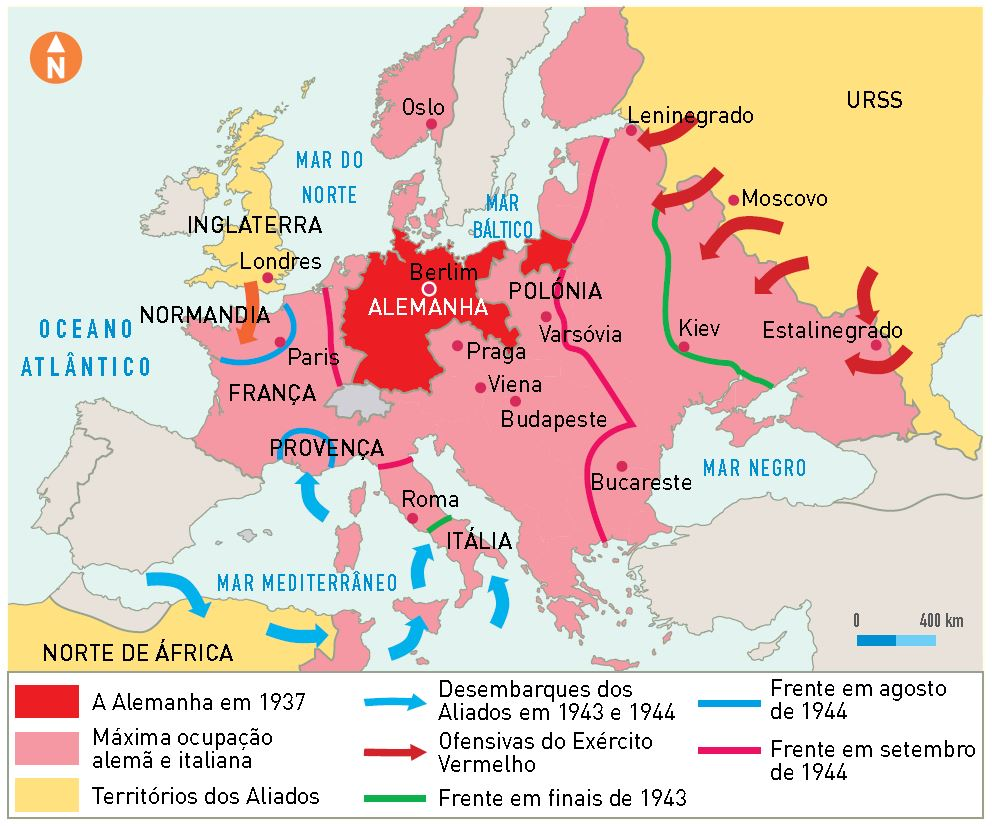 N
Oslo
Leninegrado
URSS
MAR DO
NORTE
Moscovo
MAR
BÁLTICO
INGLATERRA
Londres
Berlim
ALEMANHA
POLÓNIA
NORMANDIA
Varsóvia
Kiev
Estalinegrado
OCEANO
ATLÂNTICO
Paris
Praga
FRANÇA
Viena
Budapeste
PROVENÇA
MAR NEGRO
Bucareste
Roma
ITÁLIA
MAR MEDITERRÂNEO
0 400 km
NORTE DE ÁFRICA
A Alemanha em 1937
Máxima ocupação
alemã e italiana
Territórios dos Aliados
Desembarques dos
Aliados em 1943 e 1944
Ofensivas do Exército
Vermelho
Frente em finais de 1943
Frente em agosto
de 1944
Frente em setembro
de 1944